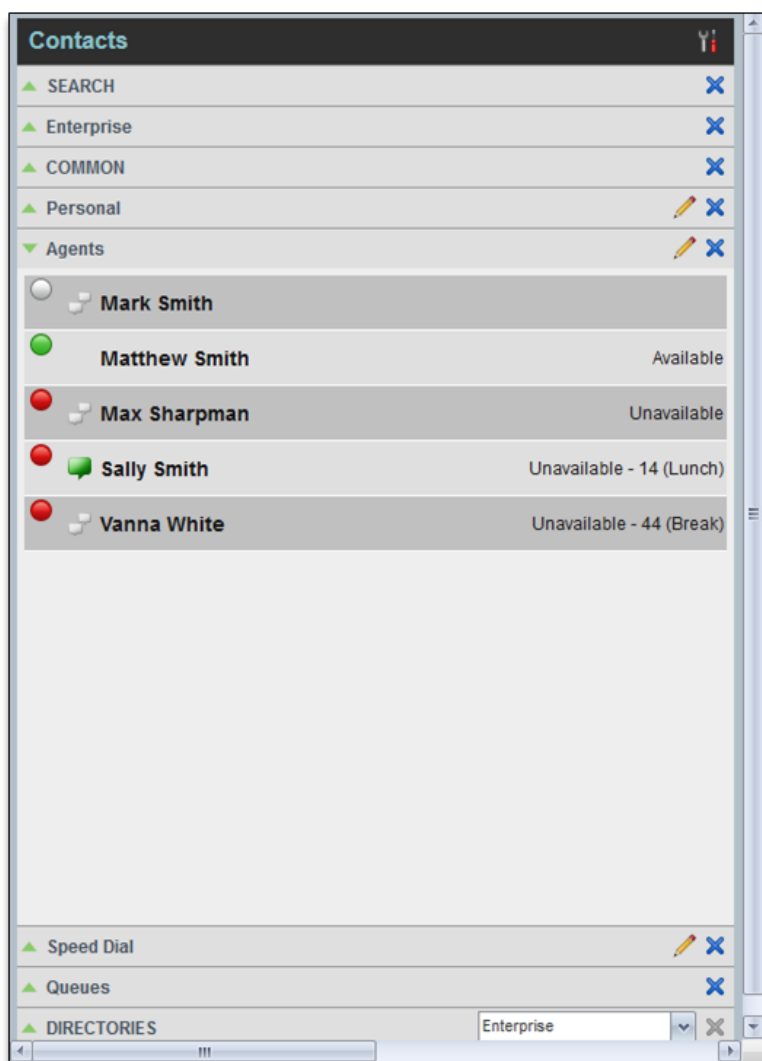 Contacts
SEARCH
Enterprise
COMMON
Personal
Agents
Mark Smith
Matthew Smith Available
Max Sharpman Unavailable
Sally Smith Unavailable - 14 (Lunch)
Vanna White Unavailable - 44 (Break)
Speed Dial
Queues
DIRECTORIES Enterprise